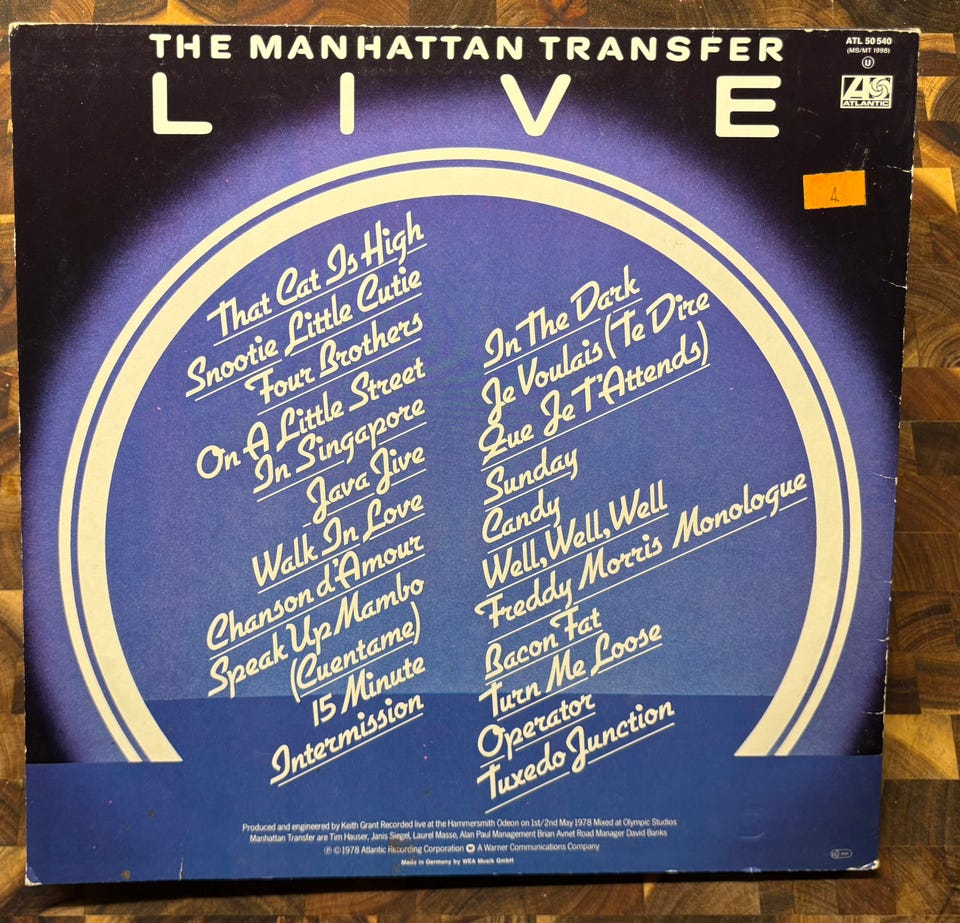 THE MANHATTAN TRANSFER
LIVE
ATL 50 540
(MS/MT 1998)
U
ATLANTIC
4.
That Cat Is High
Snootie Little Cutie
Four Brothers
On A Little Street
In Singapore
Java Jive
Walk In Love
Chanson d'Amour
Speak Up Mambo
(Cuentame)
15 Minute
Intermission
In The Dark
Je Voulais (Te Dire
Que Je T'Attends)
Sunday
Candy
Well, Well, Well
Freddy Morris Monologue
Bacon Fat
Turn Me Loose
Operator
Tuxedo Junction
Produced and engineered by Keith Grant Recorded live at the Hammersmith Odeon on 1st/2nd May 1978 Mixed at Olympic Studios
Manhattan Transfer are Tim Hauser, Janis Siegel, Laurel Masse, Alan Paul Management Brian Avnet Road Manager David Banks
℗ © 1978 Atlantic Recording Corporation A Warner Communications Company
Made in Germany by WEA Musik GmbH